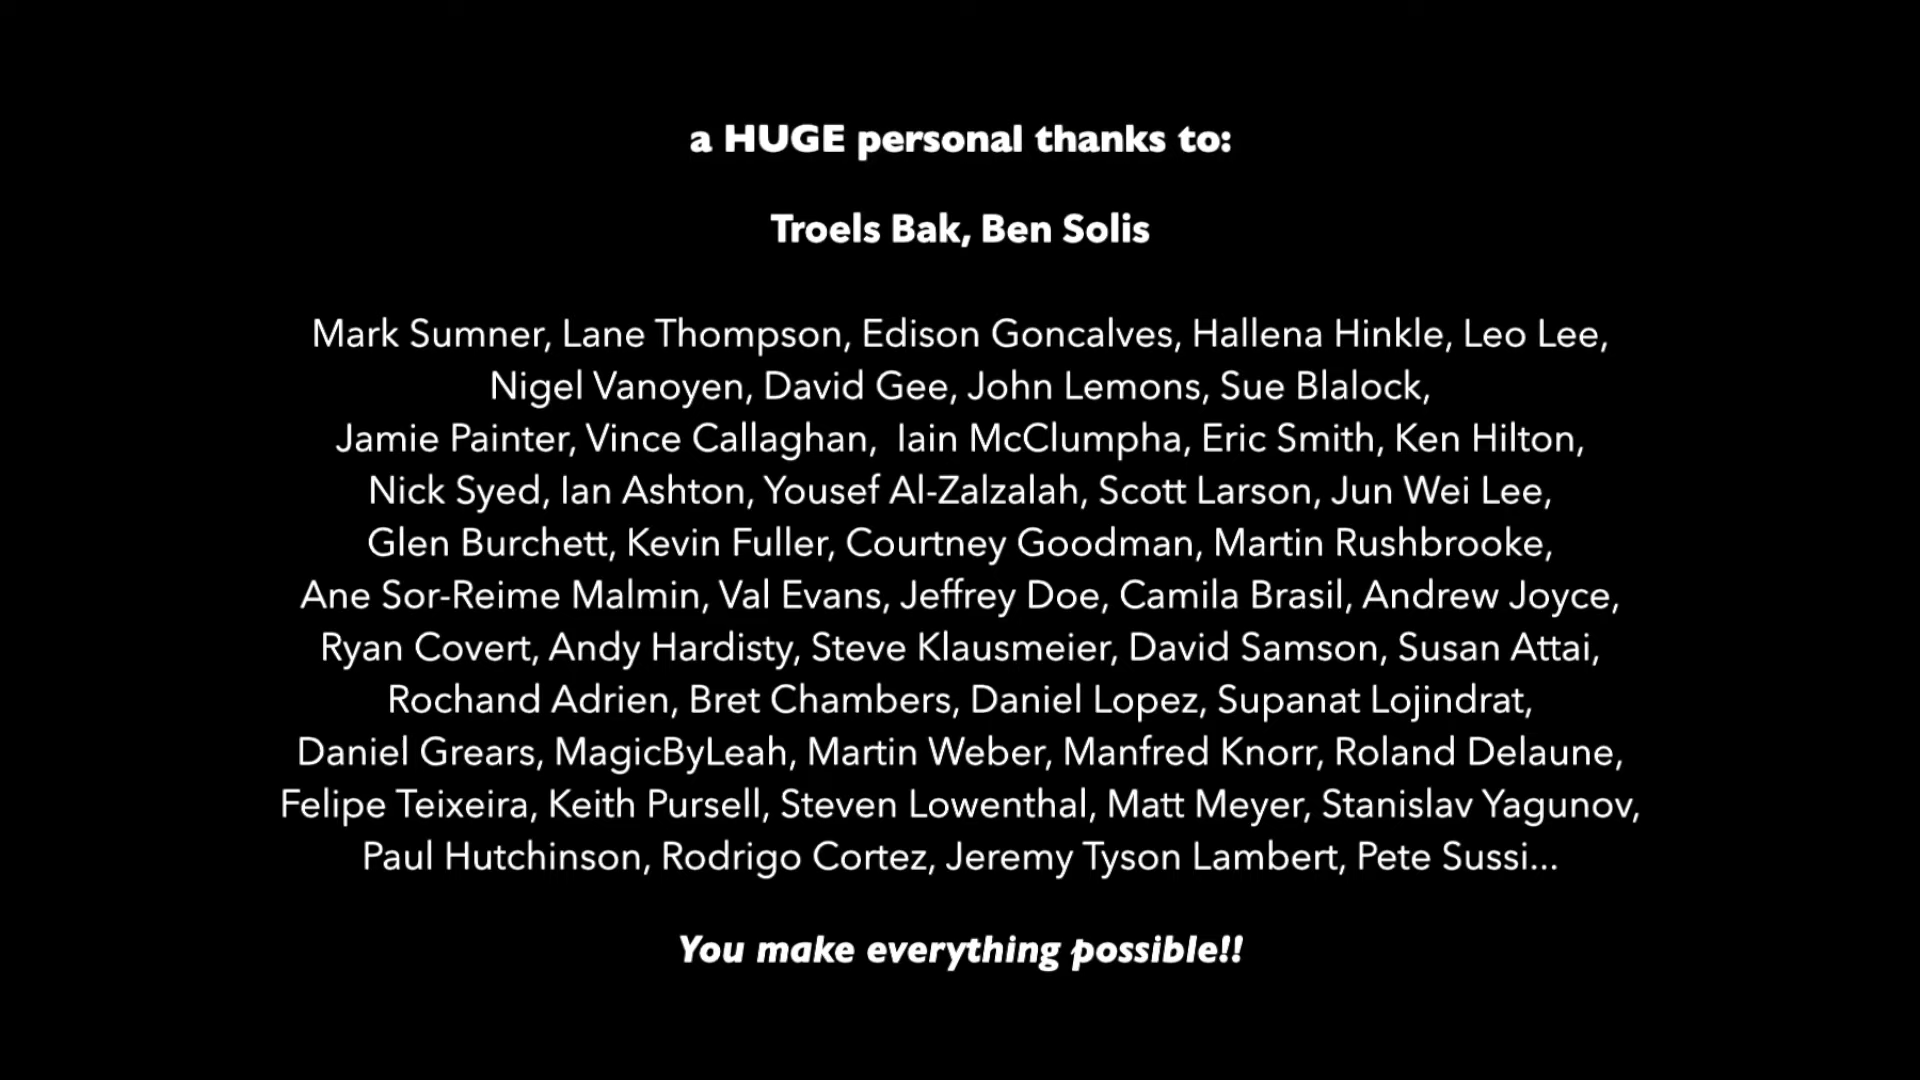 a HUGE personal thanks to:
Troels Bak, Ben Solis
Mark Sumner, Lane Thompson, Edison Goncalves, Hallena Hinkle, Leo Lee,
Nigel Vanoyen, David Gee, John Lemons, Sue Blalock,
Jamie Painter, Vince Callaghan,  Iain McClumpha, Eric Smith, Ken Hilton,
Nick Syed, Ian Ashton, Yousef Al-Zalzalah, Scott Larson, Jun Wei Lee,
Glen Burchett, Kevin Fuller, Courtney Goodman, Martin Rushbrooke,
Ane Sor-Reime Malmin, Val Evans, Jeffrey Doe, Camila Brasil, Andrew Joyce,
Ryan Covert, Andy Hardisty, Steve Klausmeier, David Samson, Susan Attai,
Rochand Adrien, Bret Chambers, Daniel Lopez, Supanat Lojindrat,
Daniel Grears, MagicByLeah, Martin Weber, Manfred Knorr, Roland Delaune,
Felipe Teixeira, Keith Pursell, Steven Lowenthal, Matt Meyer, Stanislav Yagunov,
Paul Hutchinson, Rodrigo Cortez, Jeremy Tyson Lambert, Pete Sussi...
You make everything possible!!